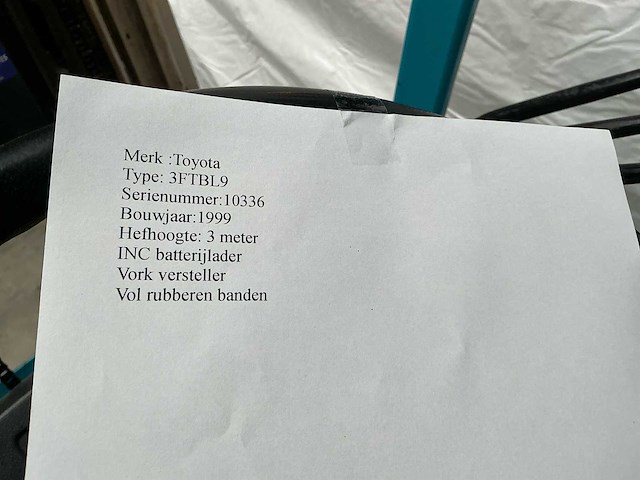 Merk :Toyota
Type: 3FTBL9
Serienummer:10336
Bouwjaar:1999
Hefhoogte: 3 meter
INC batterijlader
Vork versteller
Vol rubberen banden